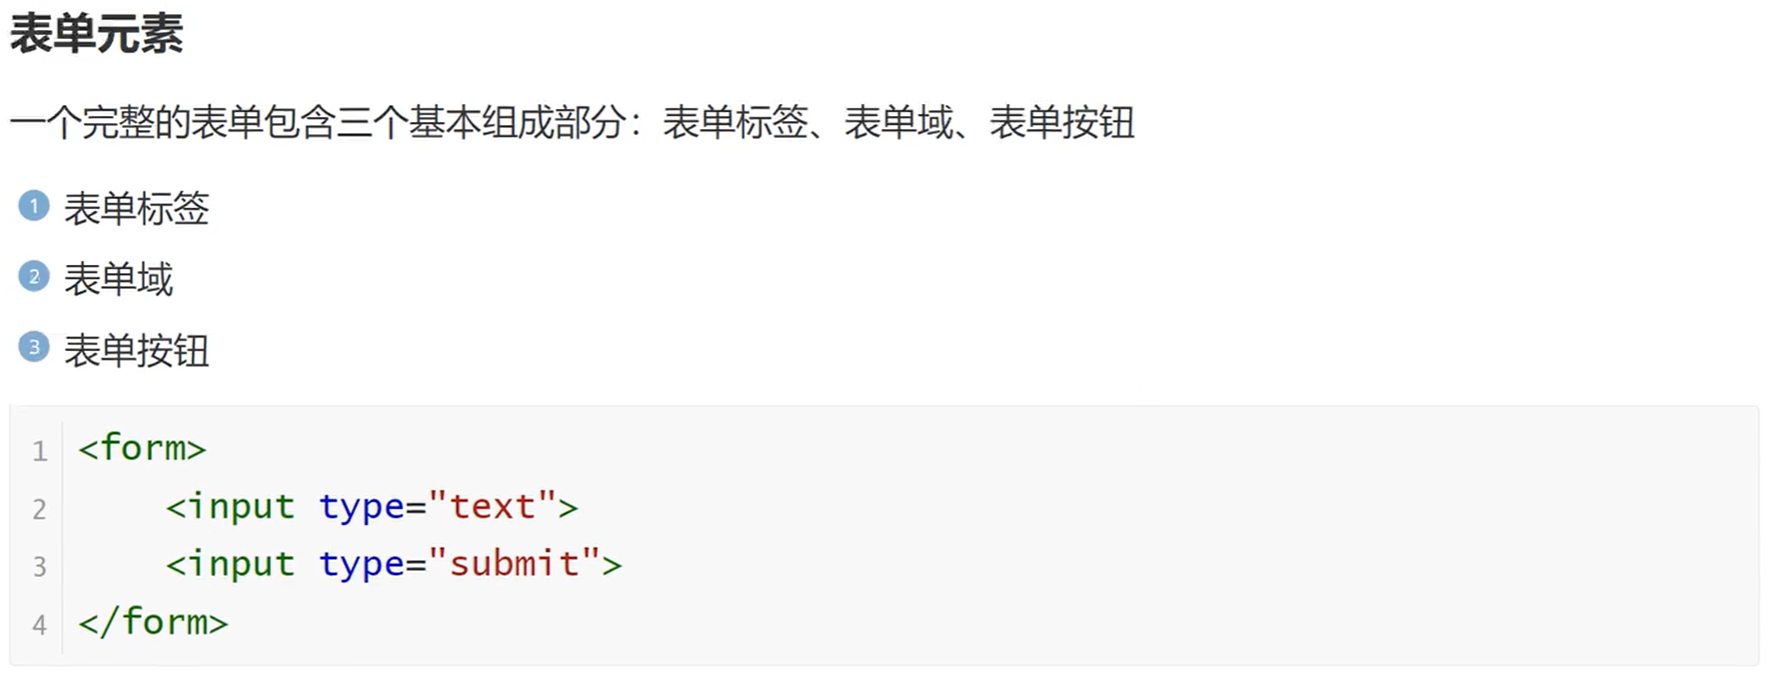 表单元素
一个完整的表单包含三个基本组成部分：表单标签、表单域、表单按钮
1 表单标签
2 表单域
3 表单按钮
1 <form>
2     <input type="text">
3     <input type="submit">
4 </form>